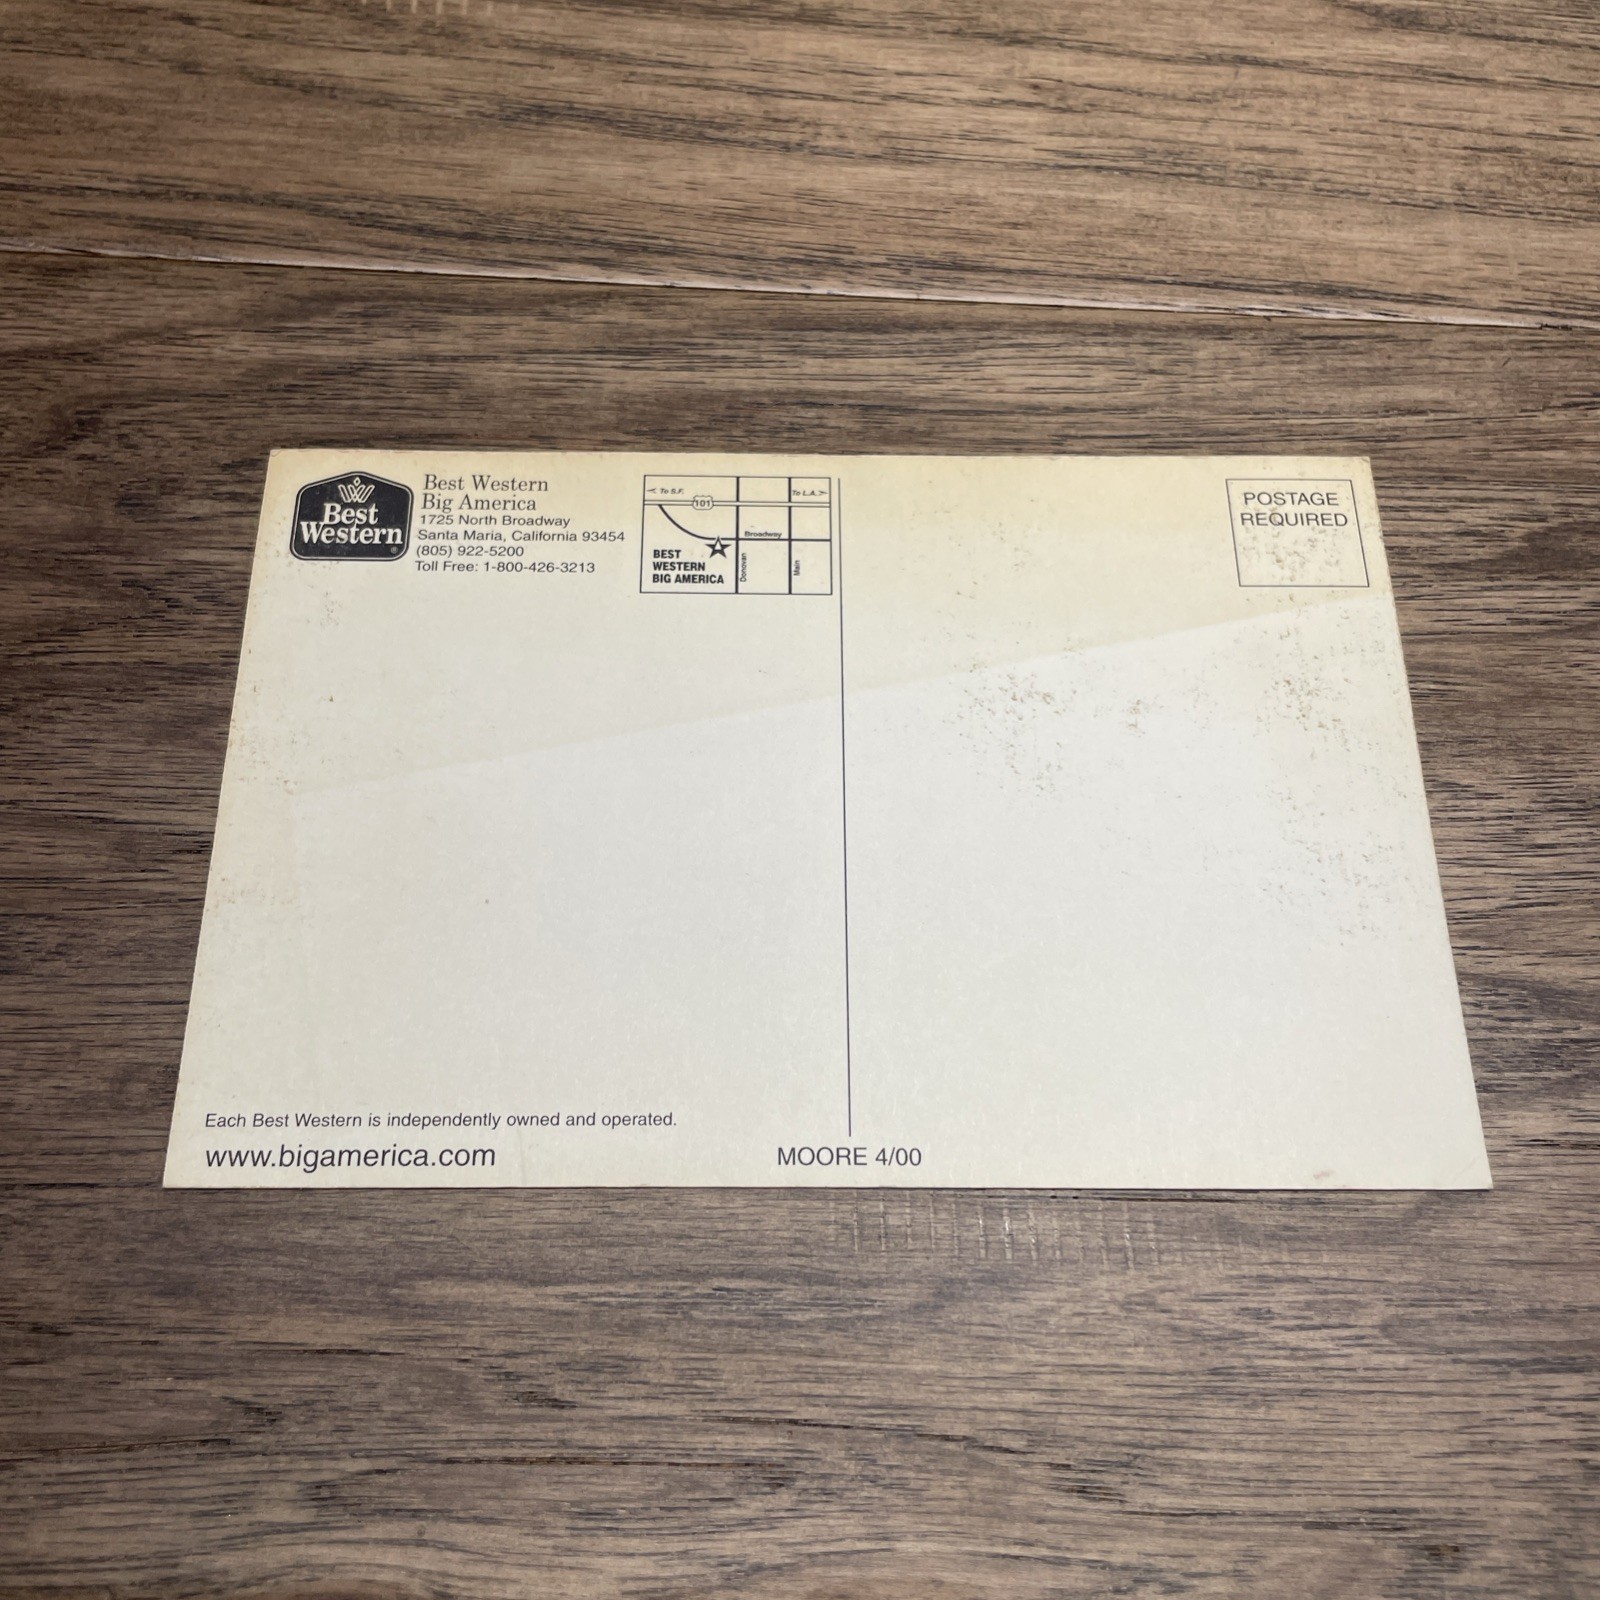 Best
Western
®
Best Western
Big America
1725 North Broadway
Santa Maria, California 93454
(805) 922-5200
Toll Free: 1-800-426-3213
To S.F.
101
To L.A.
Broadway
BEST
WESTERN
BIG AMERICA
Donovan
Main
POSTAGE
REQUIRED
Each Best Western is independently owned and operated.
www.bigamerica.com
MOORE 4/00